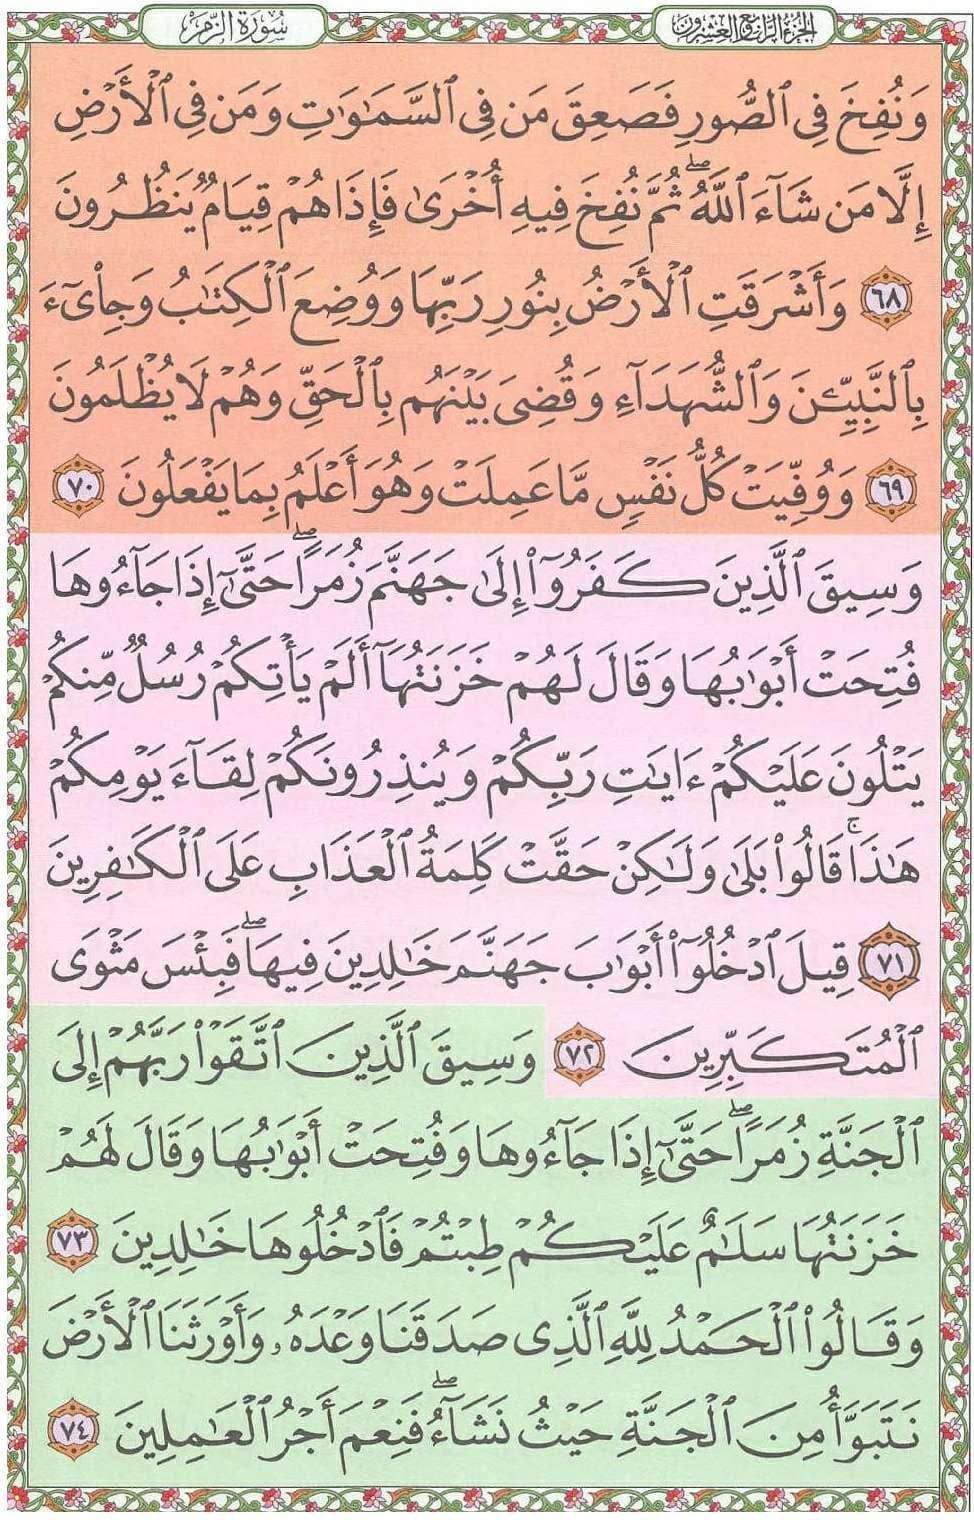 الجزء الرابع والعشرون
سورة الزمر
وَنُفِخَ فِى ٱلصُّورِ فَصَعِقَ مَن فِى ٱلسَّمَٰوَٰتِ وَمَن فِى ٱلْأَرْضِ
إِلَّا مَن شَآءَ ٱللَّهُ ۖ ثُمَّ نُفِخَ فِيهِ أُخْرَىٰ فَإِذَا هُمْ قِيَامٌ يَنظُرُونَ
٦٨ وَأَشْرَقَتِ ٱلْأَرْضُ بِنُورِ رَبِّهَا وَوُضِعَ ٱلْكِتَٰبُ وَجِا۟ىٓءَ
بِٱلنَّبِيِّـۧنَ وَٱلشُّهَدَآءِ وَقُضِىَ بَيْنَهُم بِٱلْحَقِّ وَهُمْ لَا يُظْلَمُونَ
٦٩ وَوُفِّيَتْ كُلُّ نَفْسٍ مَّا عَمِلَتْ وَهُوَ أَعْلَمُ بِمَا يَفْعَلُونَ ٧٠
وَسِيقَ ٱلَّذِينَ كَفَرُوٓا۟ إِلَىٰ جَهَنَّمَ زُمَرًا ۖ حَتَّىٰٓ إِذَا جَآءُوهَا
فُتِحَتْ أَبْوَٰبُهَا وَقَالَ لَهُمْ خَزَنَتُهَآ أَلَمْ يَأْتِكُمْ رُسُلٌ مِّنكُمْ
يَتْلُونَ عَلَيْكُمْ ءَايَٰتِ رَبِّكُمْ وَيُنذِرُونَكُمْ لِقَآءَ يَوْمِكُمْ
هَٰذَا ۚ قَالُوا۟ بَلَىٰ وَلَٰكِنْ حَقَّتْ كَلِمَةُ ٱلْعَذَابِ عَلَى ٱلْكَٰفِرِينَ
٧١ قِيلَ ٱدْخُلُوٓا۟ أَبْوَٰبَ جَهَنَّمَ خَٰلِدِينَ فِيهَا ۖ فَبِئْسَ مَثْوَى
ٱلْمُتَكَبِّرِينَ ٧٢ وَسِيقَ ٱلَّذِينَ ٱتَّقَوْا۟ رَبَّهُمْ إِلَى
ٱلْجَنَّةِ زُمَرًا ۖ حَتَّىٰٓ إِذَا جَآءُوهَا وَفُتِحَتْ أَبْوَٰبُهَا وَقَالَ لَهُمْ
خَزَنَتُهَا سَلَٰمٌ عَلَيْكُمْ طِبْتُمْ فَٱدْخُلُوهَا خَٰلِدِينَ ٧٣
وَقَالُوا۟ ٱلْحَمْدُ لِلَّهِ ٱلَّذِى صَدَقَنَا وَعْدَهُۥ وَأَوْرَثَنَا ٱلْأَرْضَ
نَتَبَوَّأُ مِنَ ٱلْجَنَّةِ حَيْثُ نَشَآءُ ۖ فَنِعْمَ أَجْرُ ٱلْعَٰمِلِينَ ٧٤